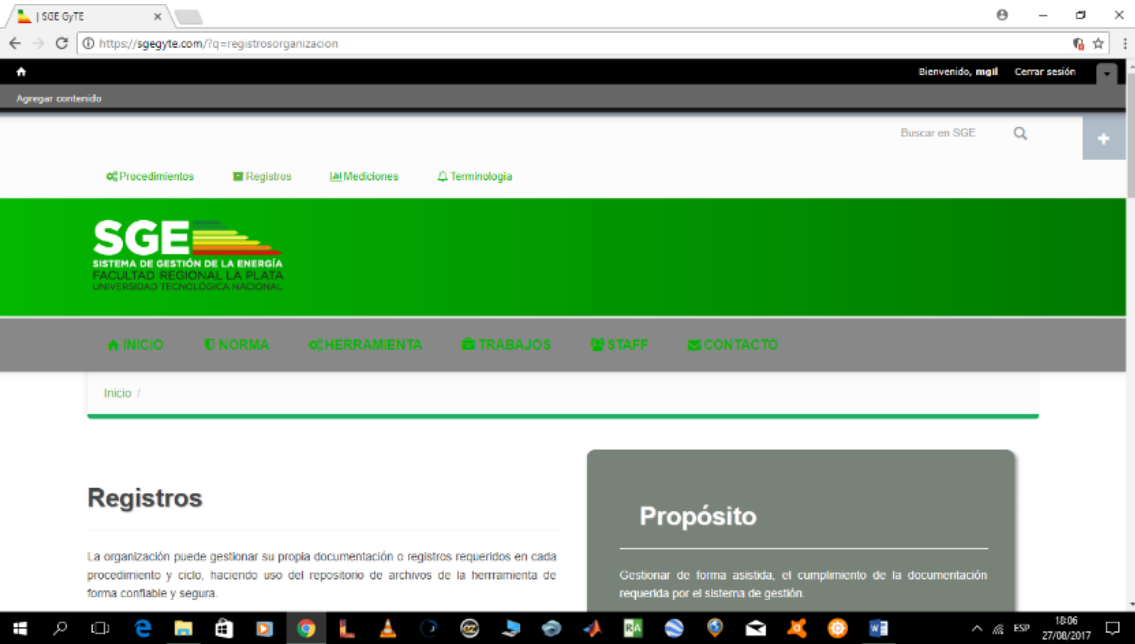 | SGE GyTE
https://sgegyte.com/?q=registrosorganizacion
Bienvenido, mgil Cerrar sesión
Agregar contenido
Buscar en SGE
Procedimientos Registros Mediciones Terminología
SGE
SISTEMA DE GESTIÓN DE LA ENERGÍA
FACULTAD REGIONAL LA PLATA
UNIVERSIDAD TECNOLÓGICA NACIONAL
INICIO NORMA HERRAMIENTA TRABAJOS STAFF CONTACTO
Inicio /
Registros
La organización puede gestionar su propia documentación o registros requeridos en cada
procedimiento y ciclo, haciendo uso del repositorio de archivos de la herrramienta de
forma confiable y segura.
Propósito
Gestionar de forma asistida, el cumplimiento de la documentación
requerida por el sistema de gestión.
ESP
18:06
27/08/2017